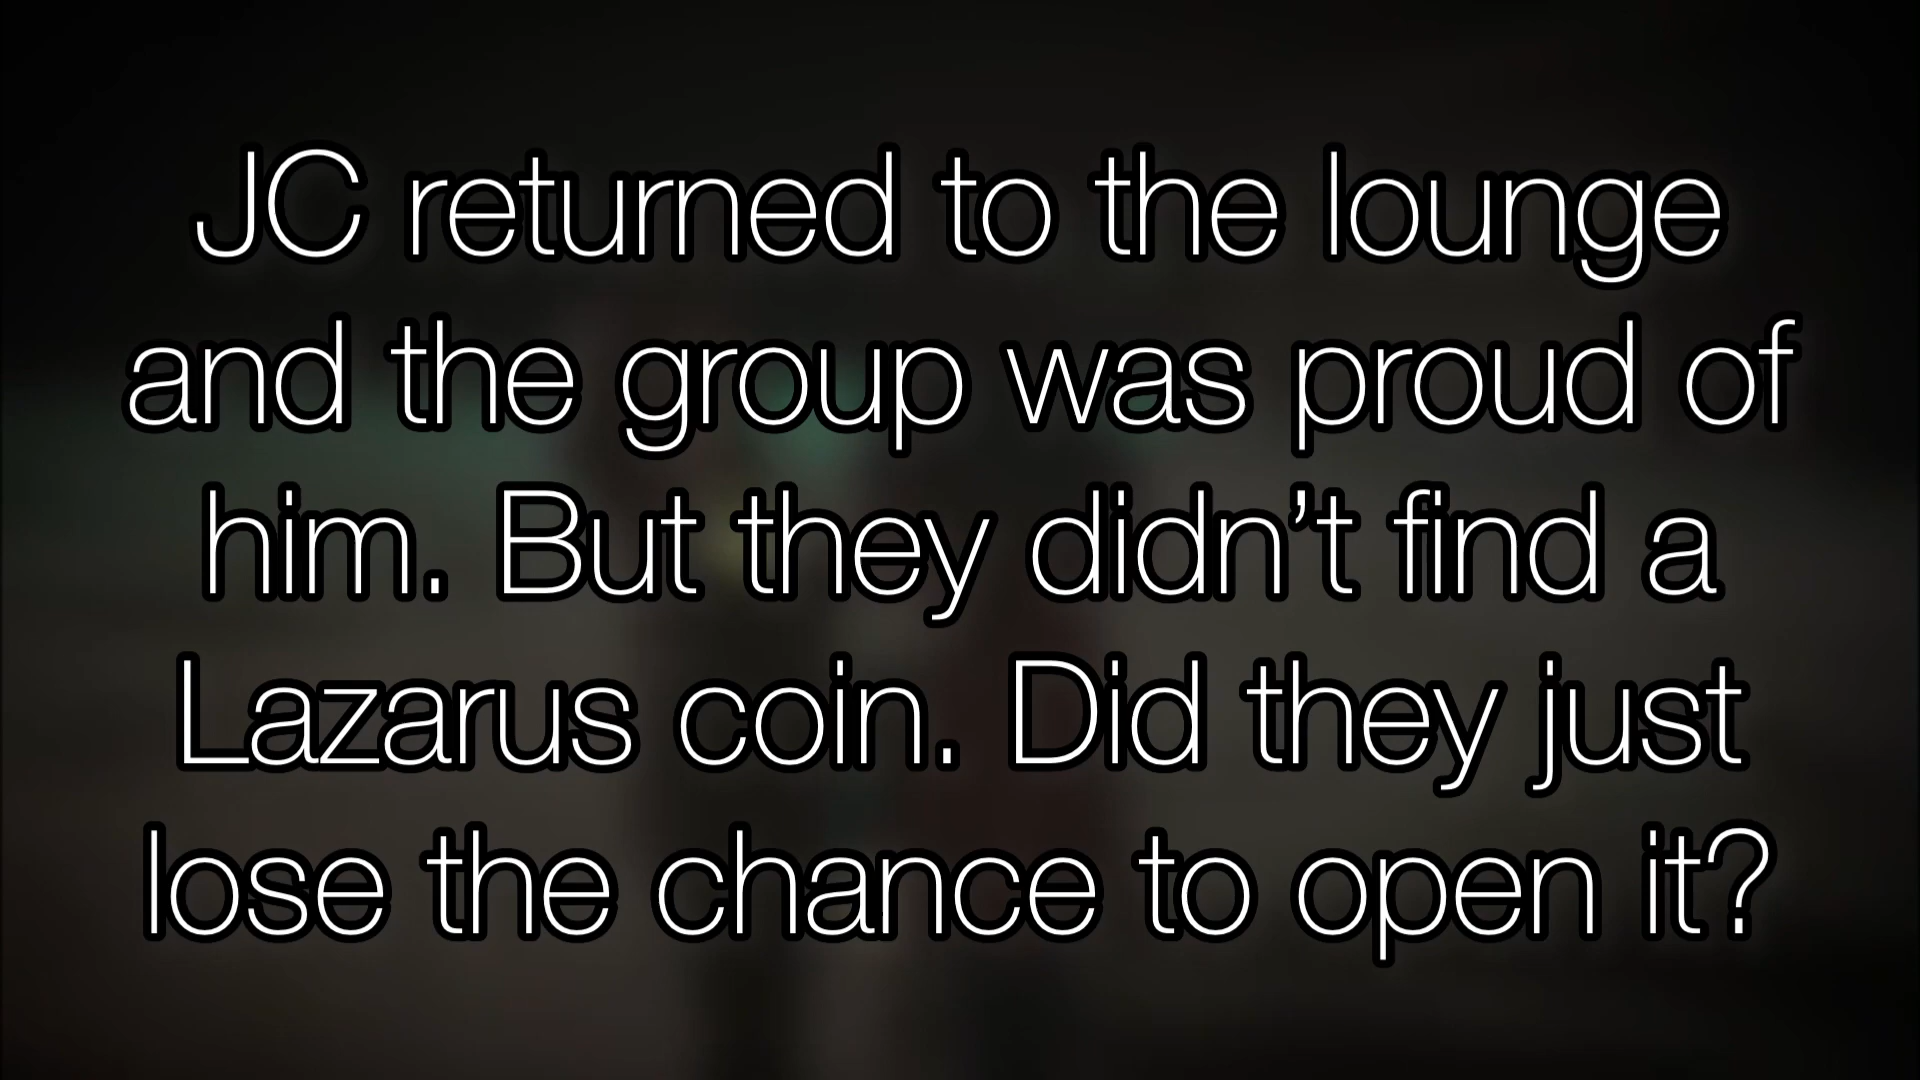 JC returned to the lounge
and the group was proud of
him. But they didn’t find a
Lazarus coin. Did they just
lose the chance to open it?